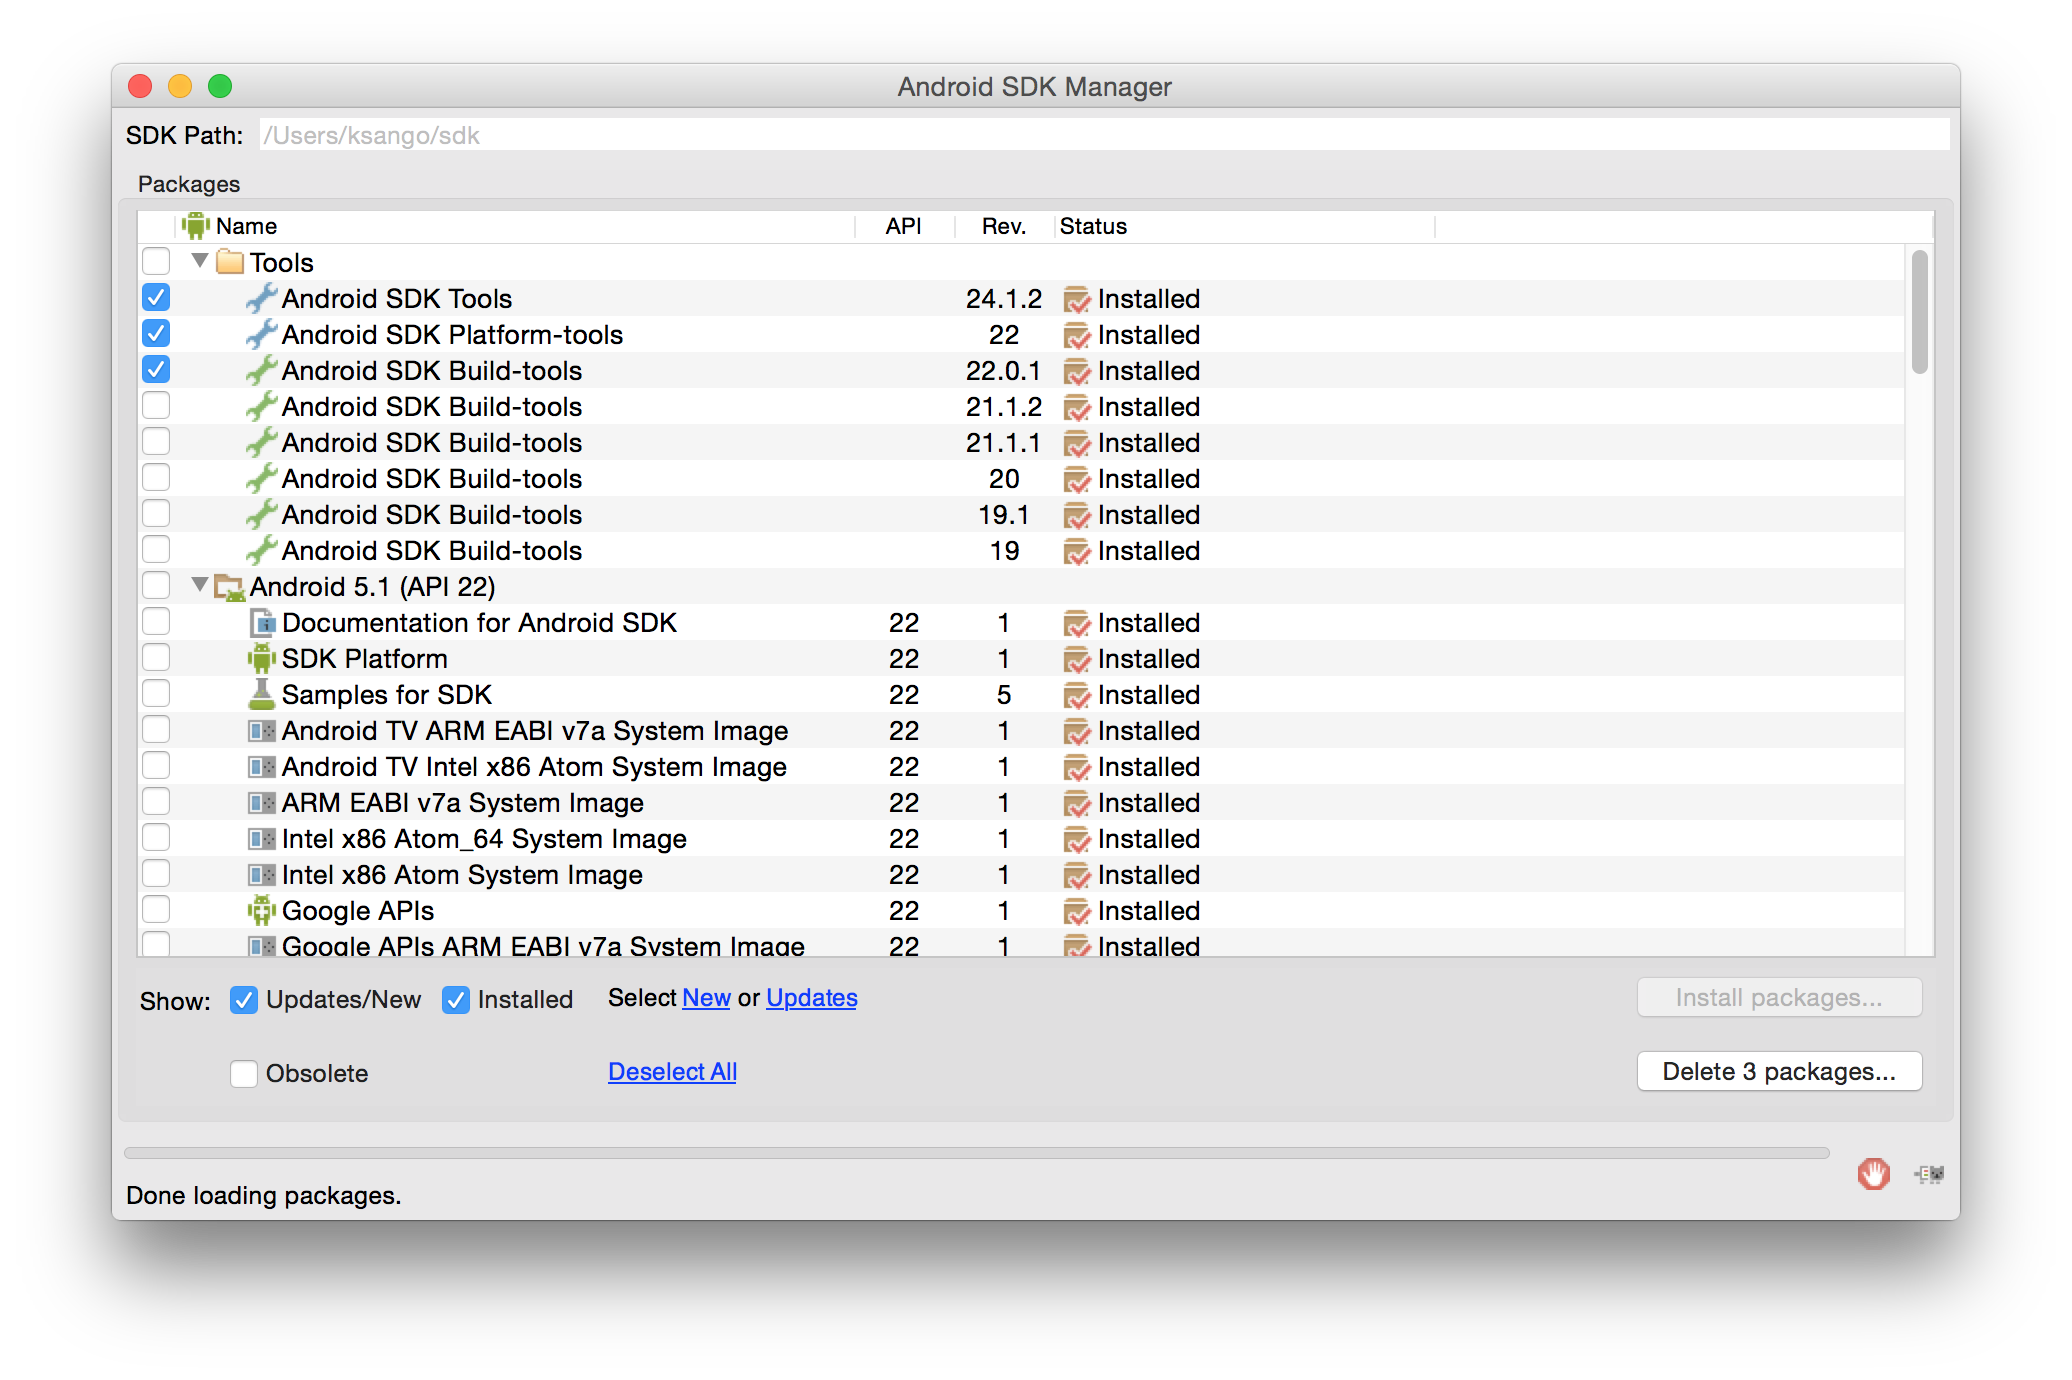 Android SDK Manager
SDK Path: /Users/ksango/sdk
Packages
Name API Rev. Status
Tools
Android SDK Tools 24.1.2 Installed
Android SDK Platform-tools 22 Installed
Android SDK Build-tools 22.0.1 Installed
Android SDK Build-tools 21.1.2 Installed
Android SDK Build-tools 21.1.1 Installed
Android SDK Build-tools 20 Installed
Android SDK Build-tools 19.1 Installed
Android SDK Build-tools 19 Installed
Android 5.1 (API 22)
Documentation for Android SDK 22 1 Installed
SDK Platform 22 1 Installed
Samples for SDK 22 5 Installed
Android TV ARM EABI v7a System Image 22 1 Installed
Android TV Intel x86 Atom System Image 22 1 Installed
ARM EABI v7a System Image 22 1 Installed
Intel x86 Atom_64 System Image 22 1 Installed
Intel x86 Atom System Image 22 1 Installed
Google APIs 22 1 Installed
Google APIs ARM EABI v7a System Image 22 1 Installed
Show: Updates/New Installed Select New or Updates Install packages...
Obsolete Deselect All Delete 3 packages...
Done loading packages.